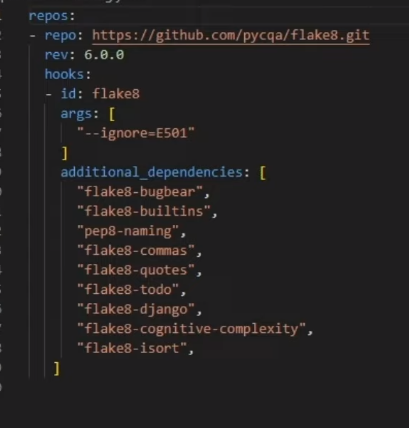 repos:
- repo: https://github.com/pycqa/flake8.git
rev: 6.0.0
hooks:
- id: flake8
args: [
"--ignore=E501"
]
additional_dependencies: [
"flake8-bugbear",
"flake8-builtins",
"pep8-naming",
"flake8-commas",
"flake8-quotes",
"flake8-todo",
"flake8-django",
"flake8-cognitive-complexity",
"flake8-isort",
]